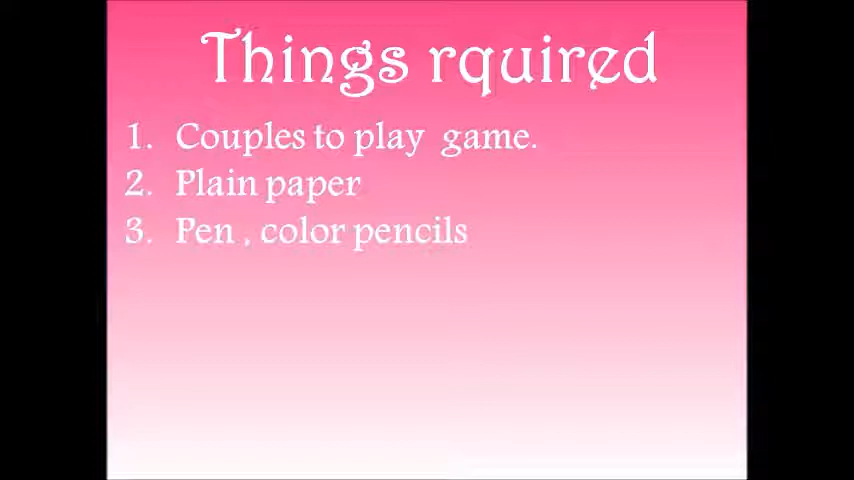 Things rquired
1. Couples to play game.
2. Plain paper
3. Pen , color pencils